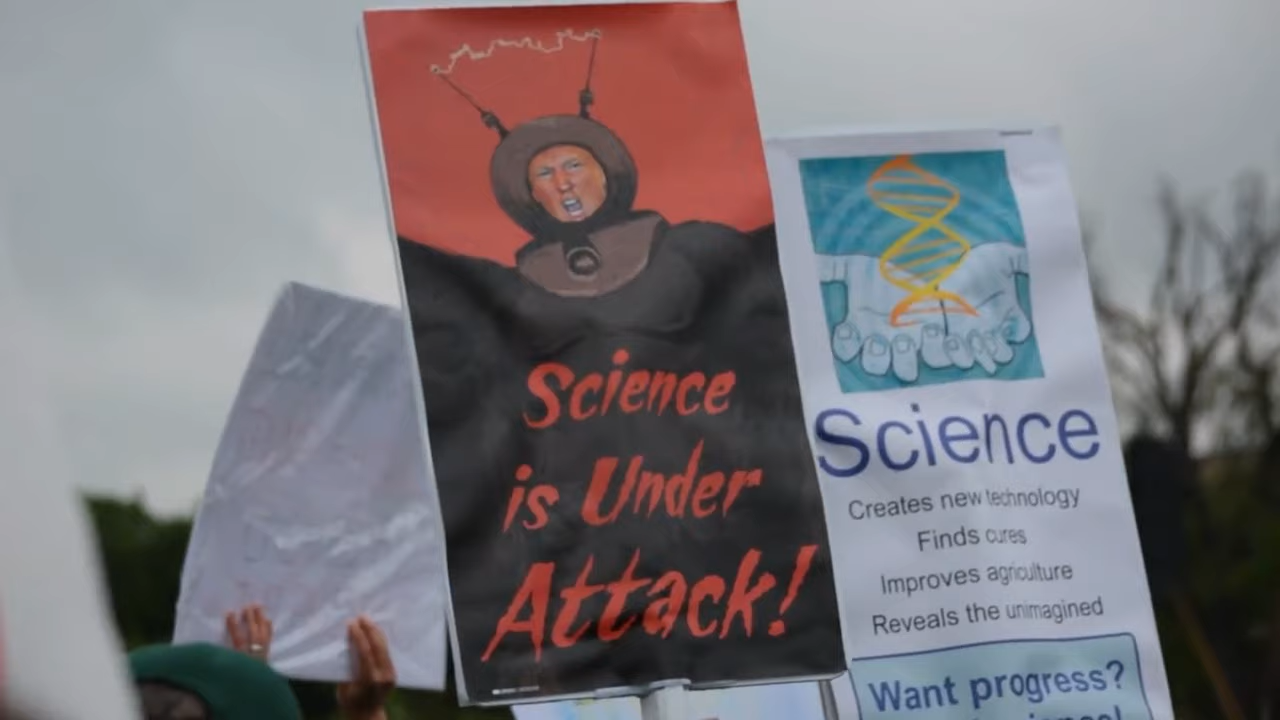 Science
is Under
Attack!
Science
Creates new technology
Finds cures
Improves agriculture
Reveals the unimagined
Want progress?